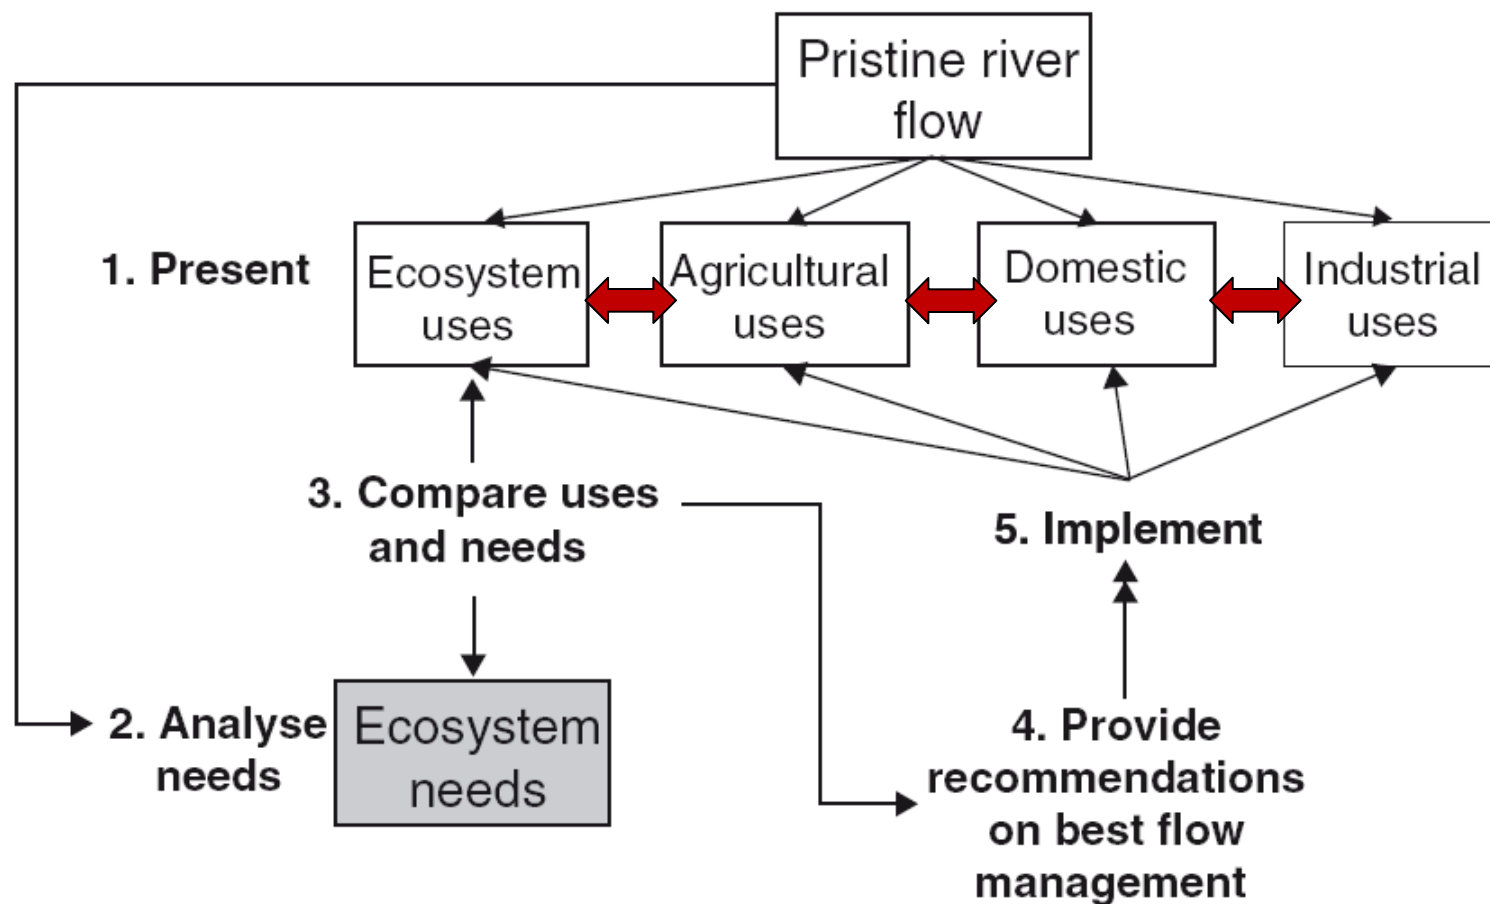 Pristine river
flow
1. Present
Ecosystem
uses
Agricultural
uses
Domestic
uses
Industrial
uses
3. Compare uses
and needs
5. Implement
2. Analyse
needs
Ecosystem
needs
4. Provide
recommendations
on best flow
management